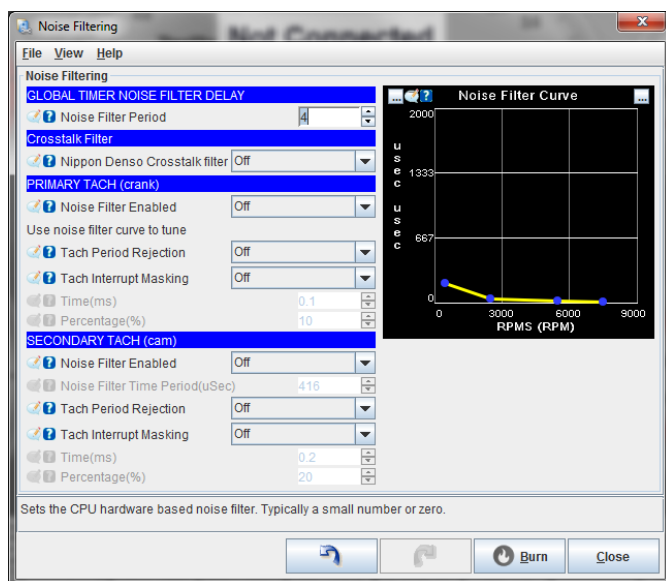 Noise Filtering
Not Connected
File View Help
Noise Filtering
GLOBAL TIMER NOISE FILTER DELAY
Noise Filter Period 4
Crosstalk Filter
Nippon Denso Crosstalk filter Off
PRIMARY TACH (crank)
Noise Filter Enabled Off
Use noise filter curve to tune
Tach Period Rejection Off
Tach Interrupt Masking Off
Time(ms) 0.1
Percentage(%) 10
SECONDARY TACH (cam)
Noise Filter Enabled Off
Noise Filter Time Period(uSec) 416
Tach Period Rejection Off
Tach Interrupt Masking Off
Time(ms) 0.2
Percentage(%) 20
... Noise Filter Curve ...
2000
1333
667
0
usec usec
0 3000 6000 9000
RPMS (RPM)
Sets the CPU hardware based noise filter. Typically a small number or zero.
Burn Close